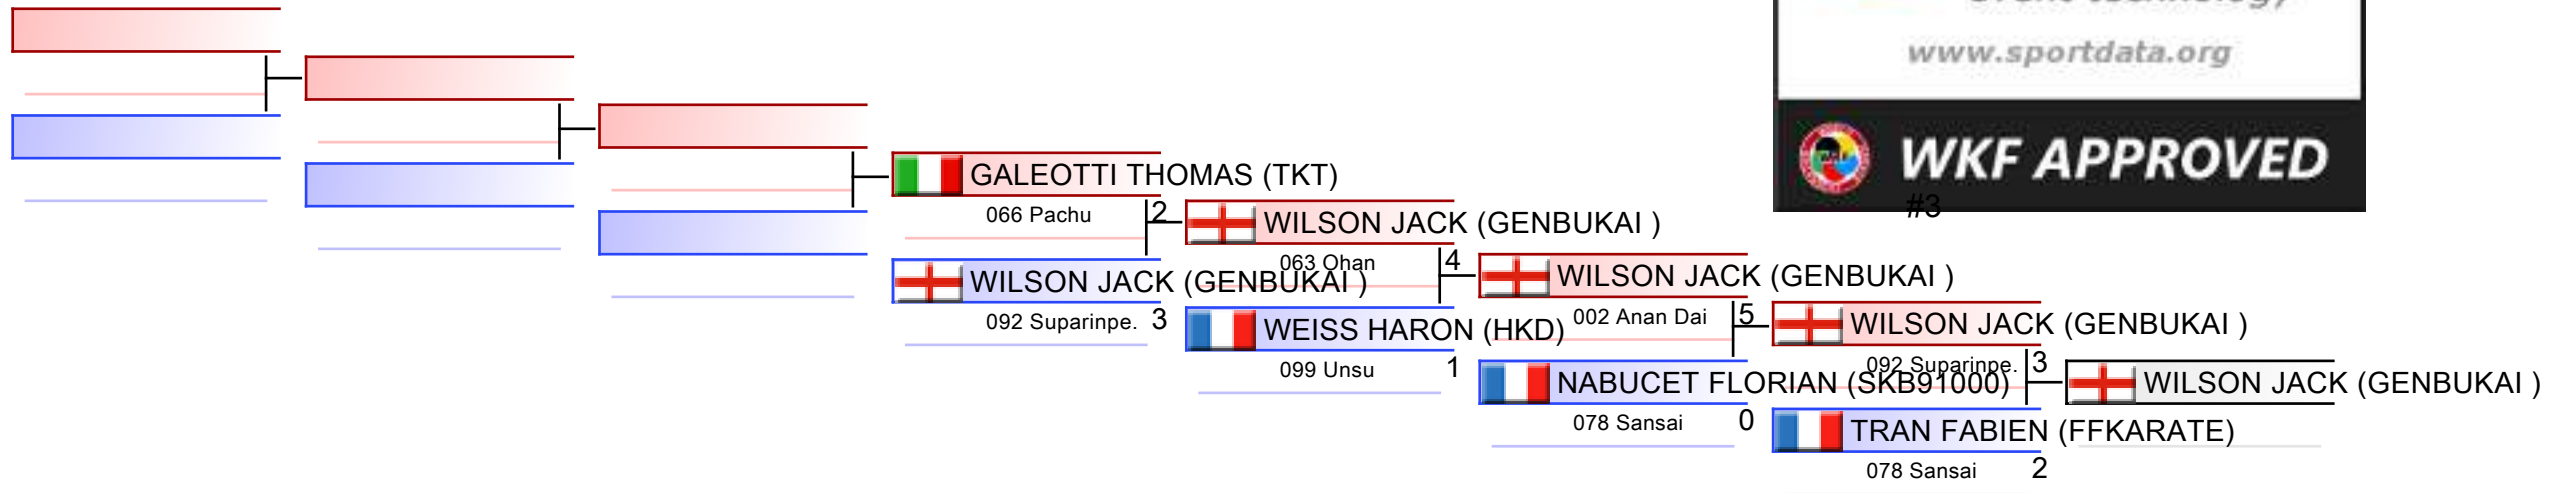 www.sportdata.org
WKF APPROVED
#3
GALEOTTI THOMAS (TKT)
066 Pachu
2
WILSON JACK (GENBUKAI )
092 Suparinpe.
3
WILSON JACK (GENBUKAI )
063 Ohan
4
WEISS HARON (HKD)
099 Unsu
1
WILSON JACK (GENBUKAI )
002 Anan Dai
5
NABUCET FLORIAN (SKB91000)
078 Sansai
0
WILSON JACK (GENBUKAI )
092 Suparinpe.
3
TRAN FABIEN (FFKARATE)
078 Sansai
2
WILSON JACK (GENBUKAI )